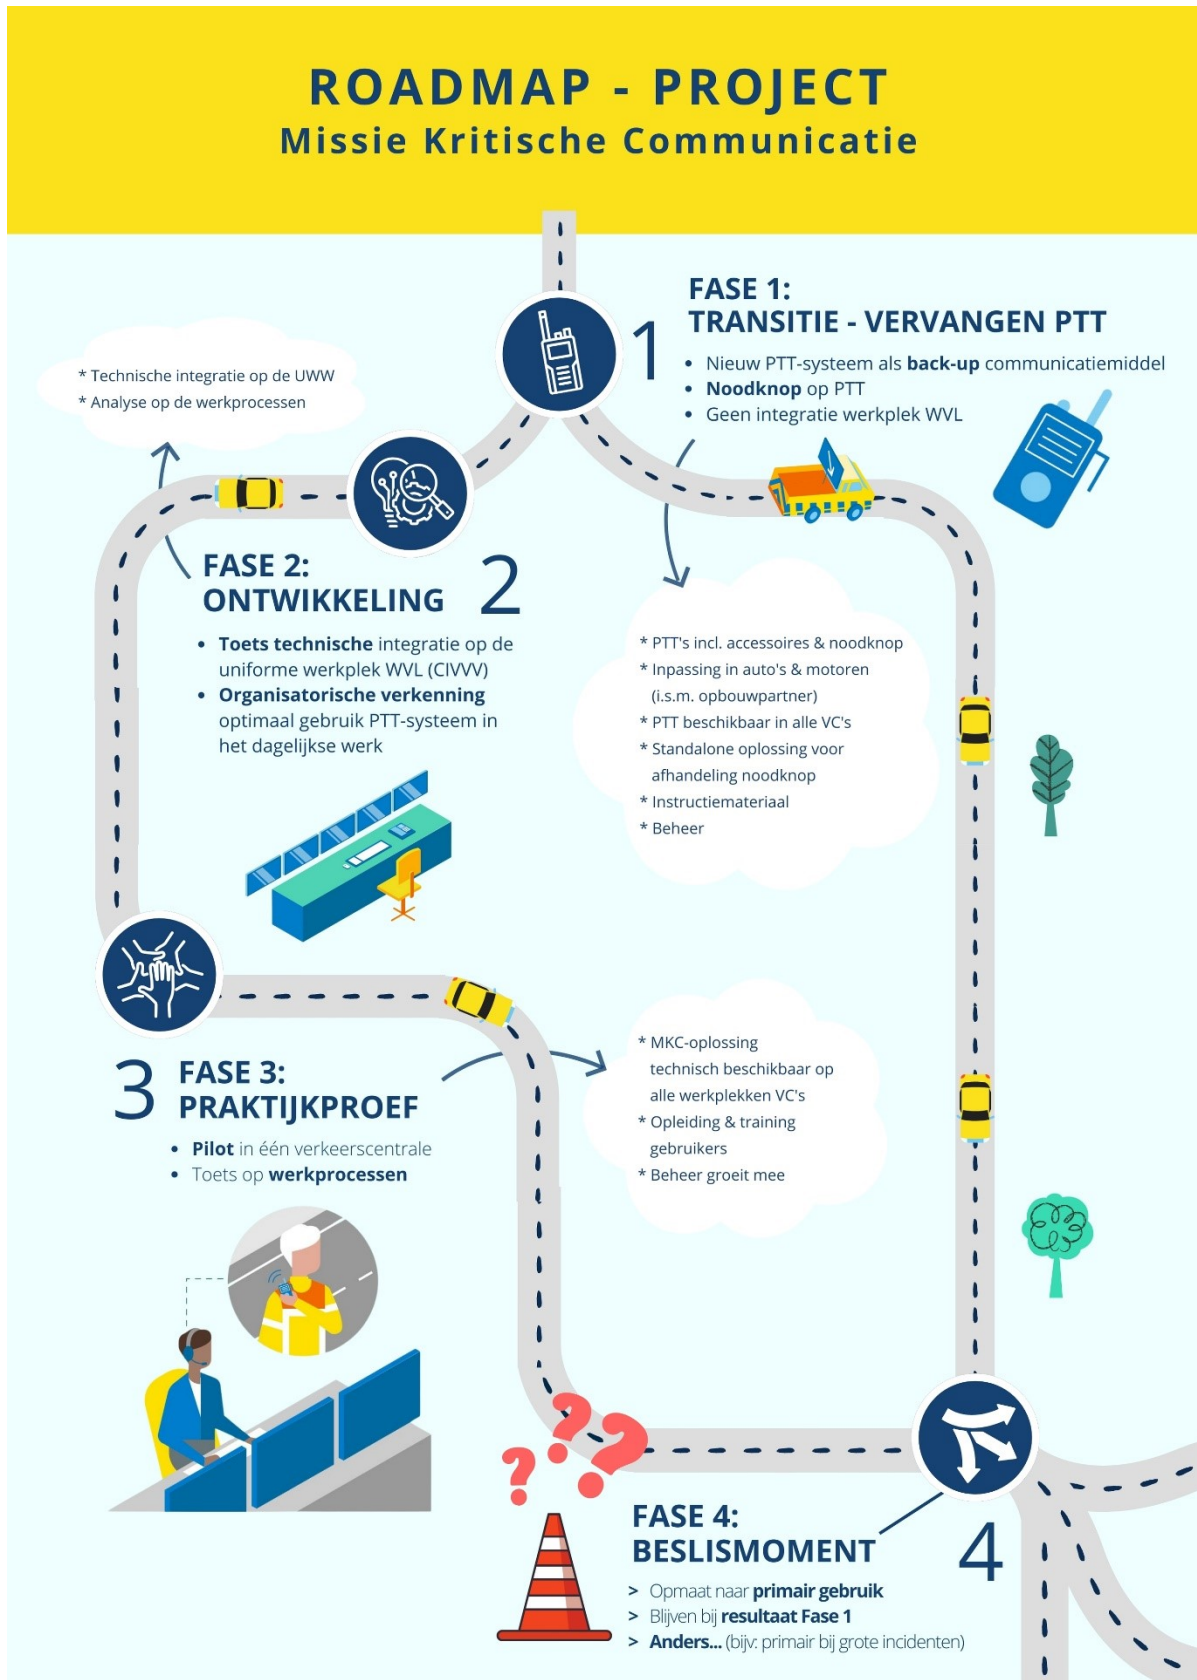 ROADMAP - PROJECT
Missie Kritische Communicatie
1
FASE 1:
TRANSITIE - VERVANGEN PTT
• Nieuw PTT-systeem als back-up communicatiemiddel
• Noodknop op PTT
• Geen integratie werkplek WVL
* PTT's incl. accessoires & noodknop
* Inpassing in auto's & motoren
(i.s.m. opbouwpartner)
* PTT beschikbaar in alle VC's
* Standalone oplossing voor
afhandeling noodknop
* Instructiemateriaal
* Beheer
* Technische integratie op de UWW
* Analyse op de werkprocessen
FASE 2:
ONTWIKKELING
2
• Toets technische integratie op de
uniforme werkplek WVL (CIVVV)
• Organisatorische verkenning
optimaal gebruik PTT-systeem in
het dagelijkse werk
3
FASE 3:
PRAKTIJKPROEF
• Pilot in één verkeerscentrale
• Toets op werkprocessen
* MKC-oplossing
technisch beschikbaar op
alle werkplekken VC's
* Opleiding & training
gebruikers
* Beheer groeit mee
? ? ?
FASE 4:
BESLISMOMENT
4
> Opmaat naar primair gebruik
> Blijven bij resultaat Fase 1
> Anders... (bijv: primair bij grote incidenten)